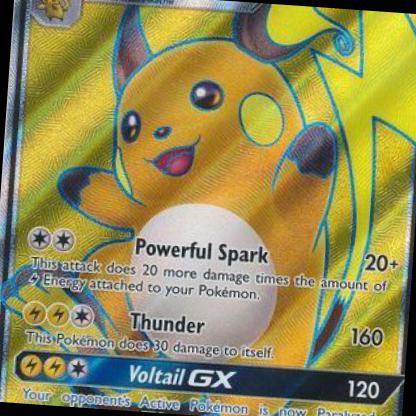 Powerful Spark 20+
This attack does 20 more damage times the amount of
Energy attached to your Pokémon.
Thunder 160
This Pokémon does 30 damage to itself.
Voltail GX 120
Your opponent's Active Pokémon is now Paralyzed